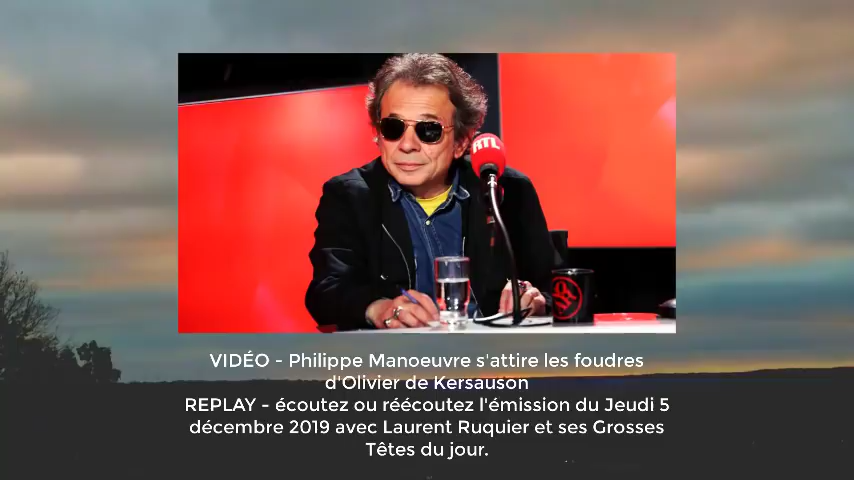 RTL
VIDÉO - Philippe Manoeuvre s'attire les foudres
d'Olivier de Kersauson
REPLAY - écoutez ou réécoutez l'émission du Jeudi 5
décembre 2019 avec Laurent Ruquier et ses Grosses
Têtes du jour.